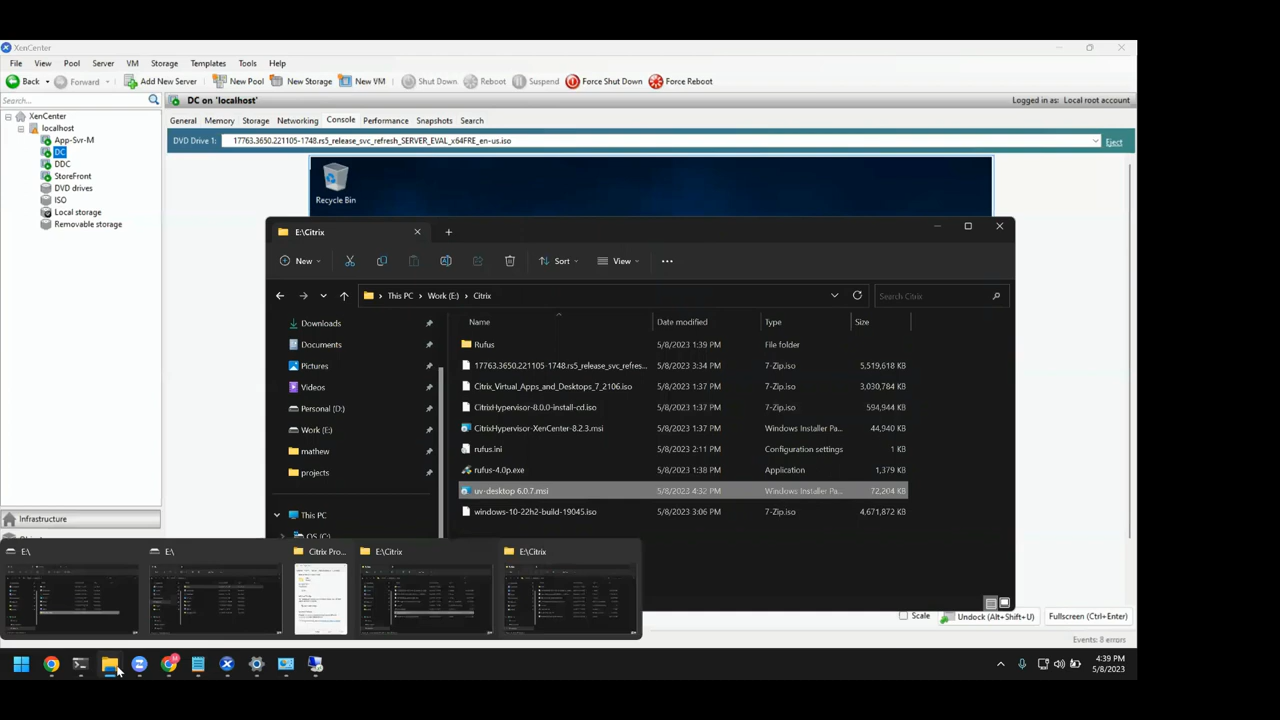 XenCenter
File View Pool Server VM Storage Templates Tools Help
Back Forward Add New Server New Pool New Storage New VM Shut Down Reboot Suspend Force Shut Down Force Reboot
Search...
DC on 'localhost'
Logged in as: Local root account
XenCenter
localhost
App-Svr-M
DC
DDC
StoreFront
DVD drives
ISO
Local storage
Removable storage
General Memory Storage Networking Console Performance Snapshots Search
DVD Drive 1: 17763.3650.221105-1748.rs5_release_svc_refresh_SERVER_EVAL_x64FRE_en-us.iso Eject
Recycle Bin
E:\Citrix
New Sort View
This PC Work (E:) Citrix
Search Citrix
Downloads
Documents
Pictures
Videos
Personal (D:)
Work (E:)
mathew
projects
This PC
OS (C:)
Name Date modified Type Size
Rufus 5/8/2023 1:39 PM File folder
17763.3650.221105-1748.rs5_release_svc_refres... 5/8/2023 3:34 PM 7-Zip.iso 5,519,618 KB
Citrix_Virtual_Apps_and_Desktops_7_2106.iso 5/8/2023 1:37 PM 7-Zip.iso 3,030,784 KB
CitrixHypervisor-8.0.0-install-cd.iso 5/8/2023 1:37 PM 7-Zip.iso 594,944 KB
CitrixHypervisor-XenCenter-8.2.3.msi 5/8/2023 1:37 PM Windows Installer Pa... 44,940 KB
rufus.ini 5/8/2023 2:11 PM Configuration settings 1 KB
rufus-4.0p.exe 5/8/2023 1:38 PM Application 1,379 KB
uv-desktop 6.0.7.msi 5/8/2023 4:32 PM Windows Installer Pa... 72,204 KB
windows-10-22h2-build-19045.iso 5/8/2023 3:06 PM 7-Zip.iso 4,671,872 KB
Infrastructure
E:\ E:\ Citrix Pro... E:\Citrix E:\Citrix
Scale Undock (Alt+Shift+U) Fullscreen (Ctrl+Enter)
Events: 8 errors
4:39 PM
5/8/2023